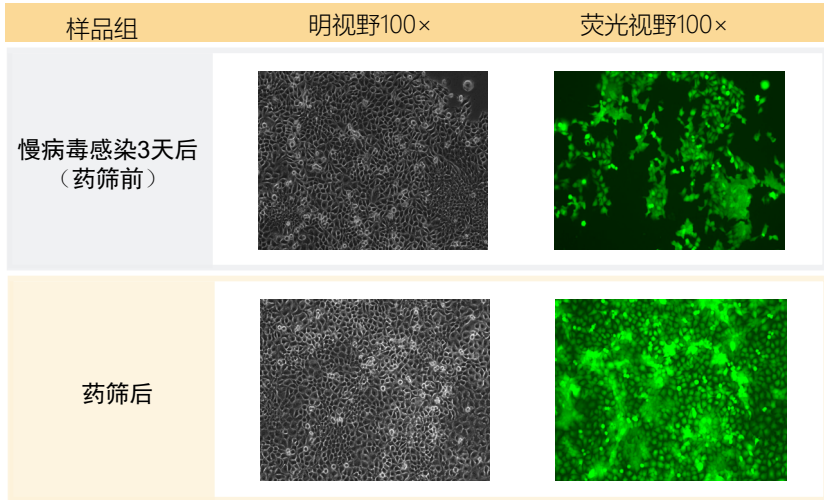 样品组
明视野100×
荧光视野100×
慢病毒感染3天后
（药筛前）
药筛后